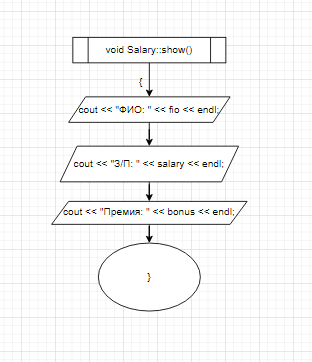 void Salary::show()
{
cout << "ФИО: " << fio << endl;
cout << "З/П: " << salary << endl;
cout << "Премия: " << bonus << endl;
}